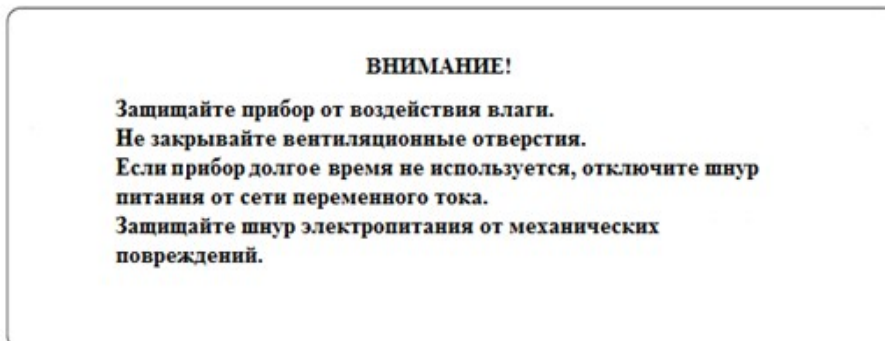 ВНИМАНИЕ!
Защищайте прибор от воздействия влаги.
Не закрывайте вентиляционные отверстия.
Если прибор долгое время не используется, отключите шнур
питания от сети переменного тока.
Защищайте шнур электропитания от механических
повреждений.